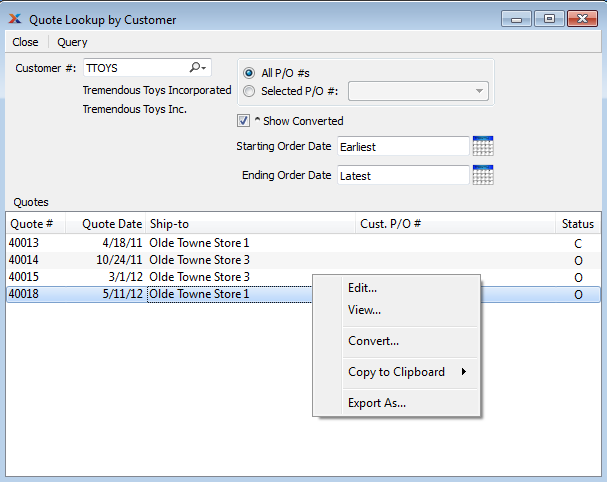 Quote Lookup by Customer
Close Query
Customer #: TTOYS
Tremendous Toys Incorporated
Tremendous Toys Inc.
All P/O #s
Selected P/O #:
^ Show Converted
Starting Order Date Earliest
Ending Order Date Latest
Quotes
Quote # Quote Date Ship-to Cust. P/O # Status
40013 4/18/11 Olde Towne Store 1 C
40014 10/24/11 Olde Towne Store 3 O
40015 3/1/12 Olde Towne Store 3 O
40018 5/11/12 Olde Towne Store 1 O
Edit...
View...
Convert...
Copy to Clipboard
Export As...